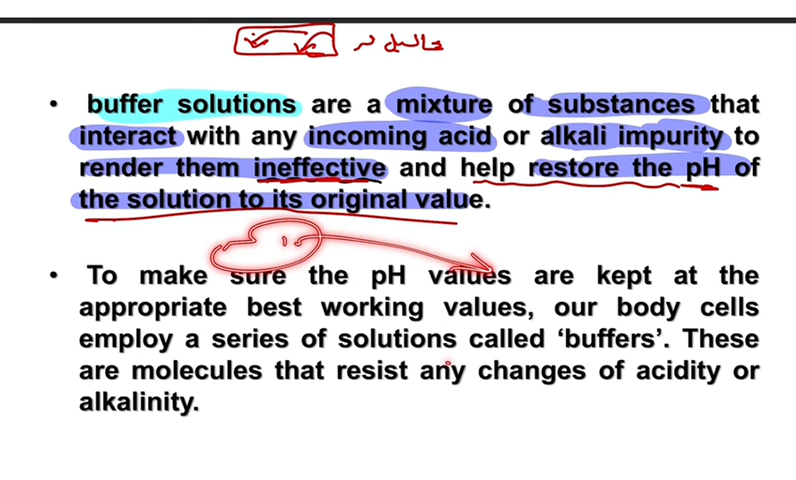 • buffer solutions are a mixture of substances that
interact with any incoming acid or alkali impurity to
render them ineffective and help restore the pH of
the solution to its original value.
• To make sure the pH values are kept at the
appropriate best working values, our body cells
employ a series of solutions called ‘buffers’. These
are molecules that resist any changes of acidity or
alkalinity.